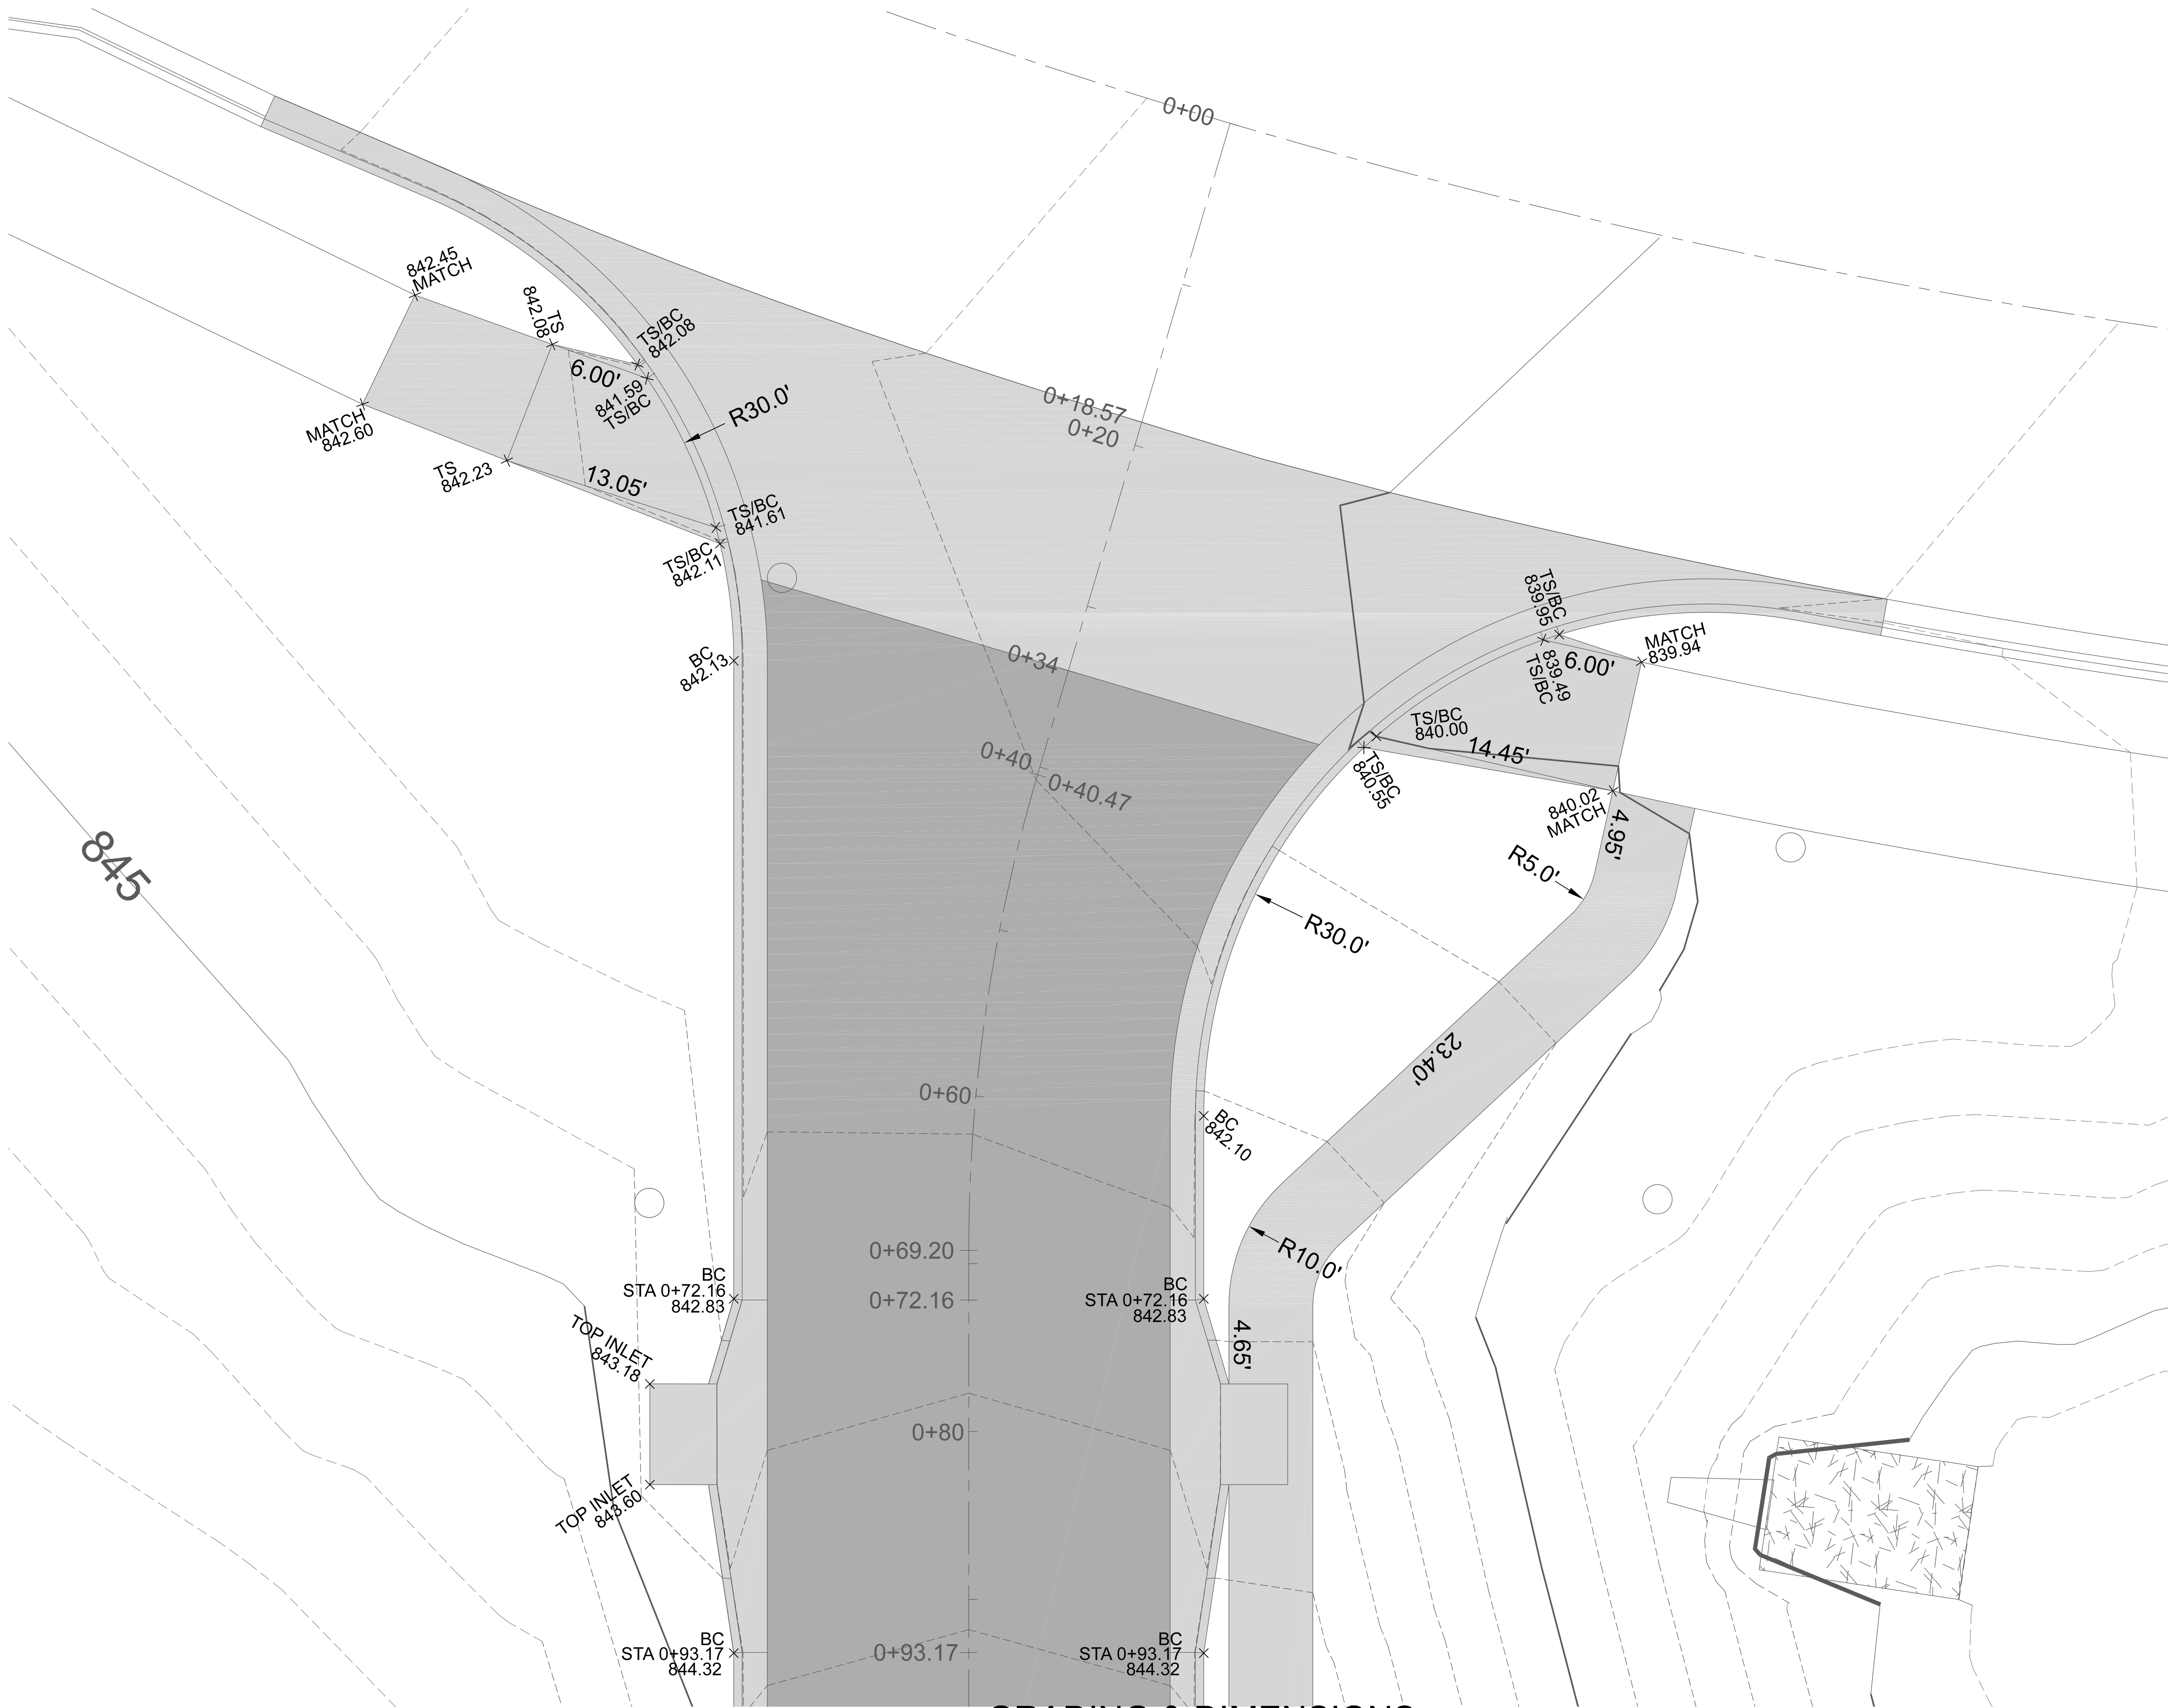 0+00
842.45
MATCH
TS
842.08
TS/BC
842.08
6.00'
841.59
TS/BC
R30.0'
0+18.57
0+20
MATCH
842.60
TS
842.23
13.05'
TS/BC
841.61
TS/BC
842.11
TS/BC
839.95
MATCH
839.94
6.00'
839.49
TS/BC
BC
842.13
0+34
TS/BC
840.00
14.45'
TS/BC
840.55
0+40
0+40.47
840.02
MATCH
4.95'
845
R5.0'
R30.0'
23.40'
0+60
BC
842.10
0+69.20
R10.0'
BC
STA 0+72.16
842.83
0+72.16
BC
STA 0+72.16
842.83
TOP INLET
843.18
4.65'
0+80
TOP INLET
843.60
BC
STA 0+93.17
844.32
0+93.17
BC
STA 0+93.17
844.32
GRADING & DIMENSIONS